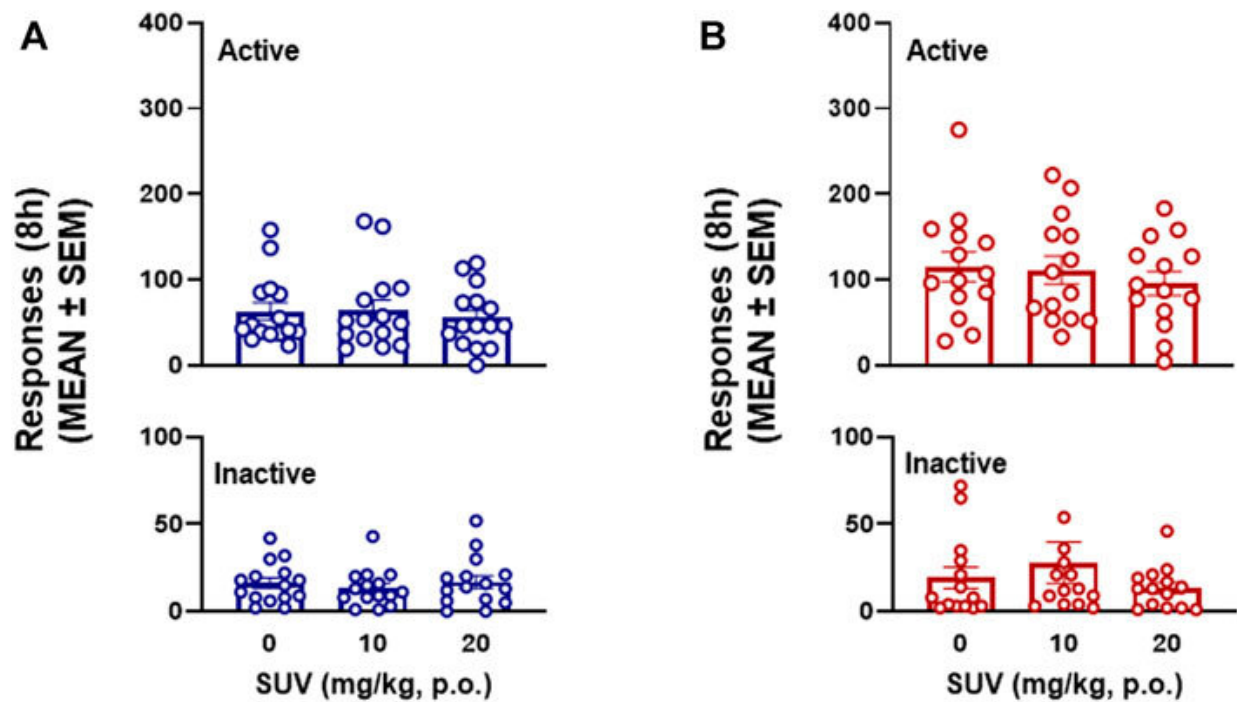 A
Responses (8h)
(MEAN ± SEM)
400
300
200
100
0
Active
100
50
0
Inactive
0 10 20
SUV (mg/kg, p.o.)
B
Responses (8h)
(MEAN ± SEM)
400
300
200
100
0
Active
100
50
0
Inactive
0 10 20
SUV (mg/kg, p.o.)